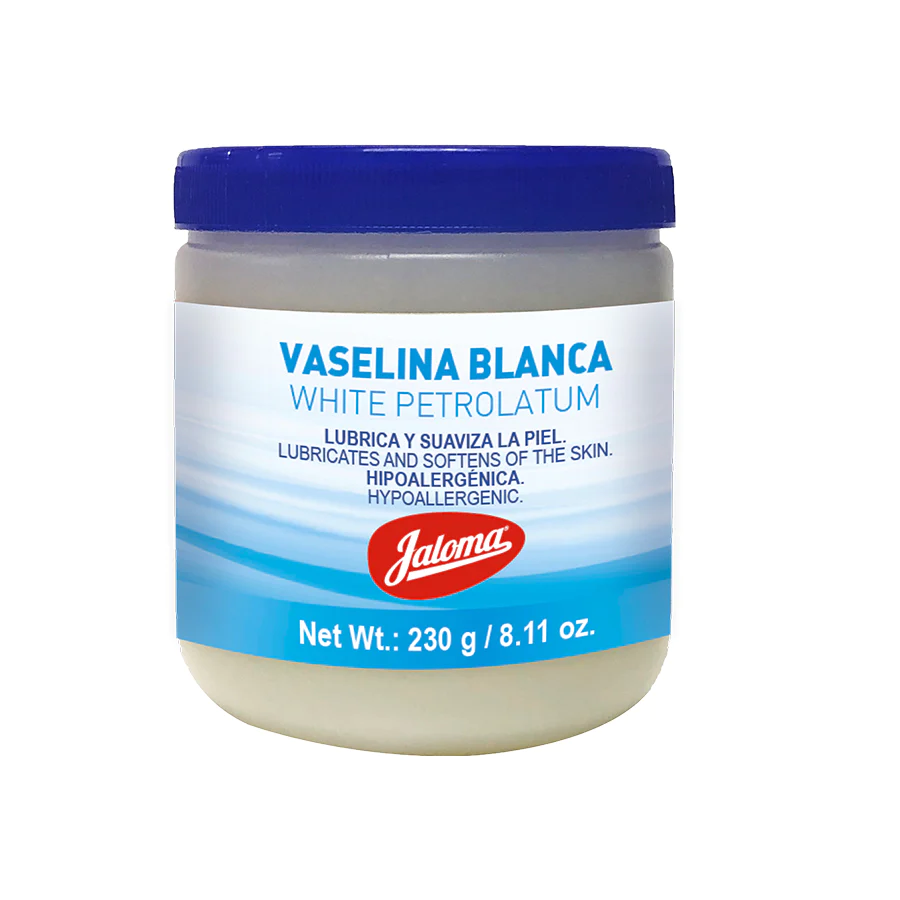 VASELINA BLANCA
WHITE PETROLATUM
LUBRICA Y SUAVIZA LA PIEL.
LUBRICATES AND SOFTENS OF THE SKIN.
HIPOALERGÉNICA.
HYPOALLERGENIC.
Jaloma®
Net Wt.: 230 g / 8.11 oz.